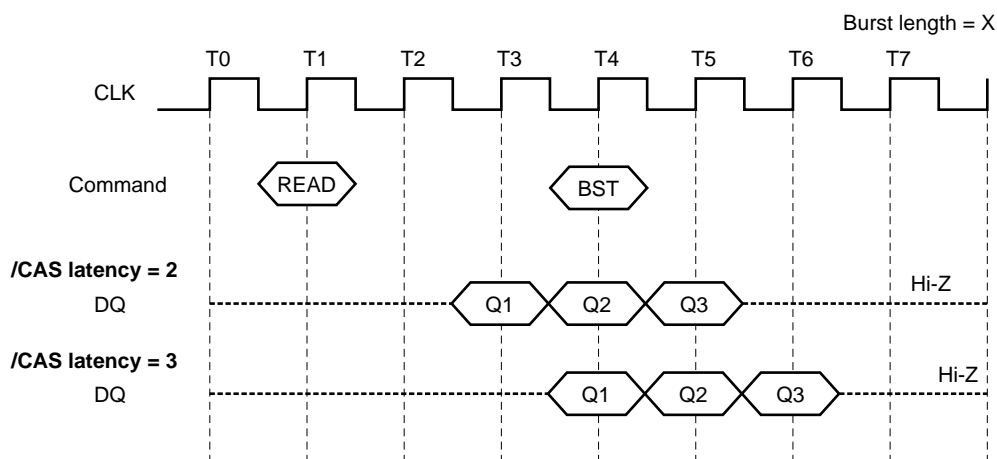 Burst length = X
T0 T1 T2 T3 T4 T5 T6 T7
CLK
Command READ BST
/CAS latency = 2
Hi-Z
DQ Q1 Q2 Q3
/CAS latency = 3
Hi-Z
DQ Q1 Q2 Q3